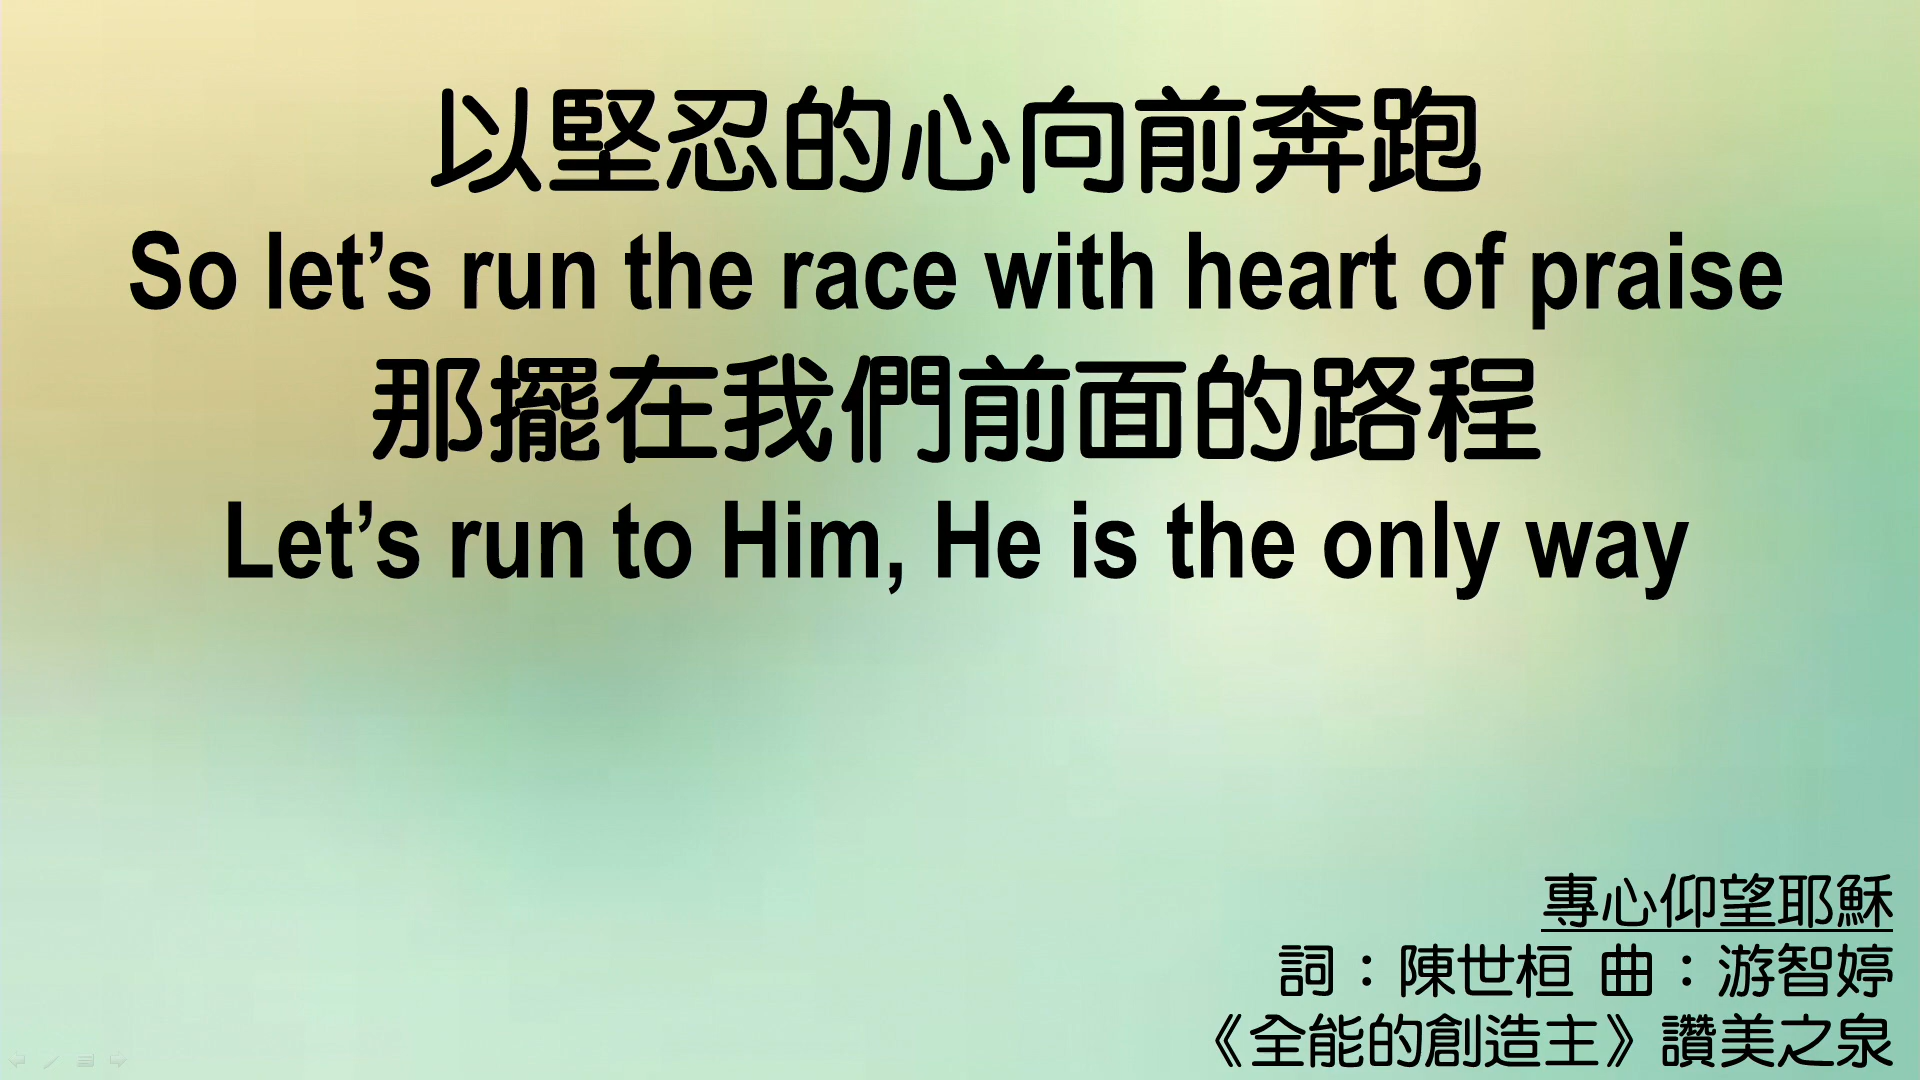 以堅忍的心向前奔跑
So let’s run the race with heart of praise
那擺在我們前面的路程
Let’s run to Him, He is the only way
專心仰望耶穌
詞：陳世桓 曲：游智婷
《全能的創造主》讚美之泉